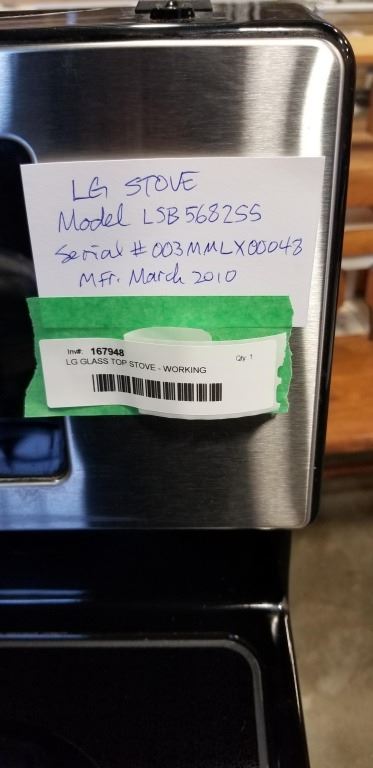 LG STOVE
Model LSB5682SS
Serial # 003MMLX00048
Mfr. March 2010
Inv#: 167948 Qty 1
LG GLASS TOP STOVE - WORKING